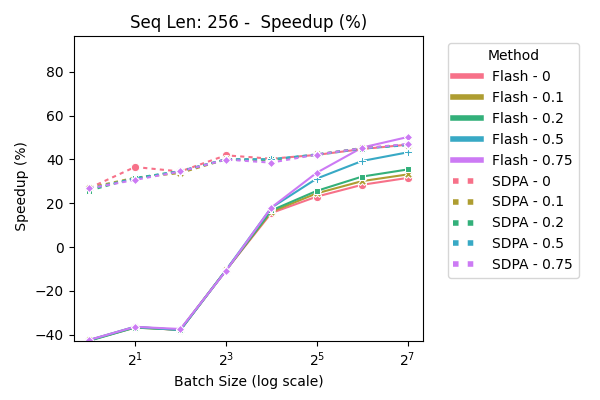 Seq Len: 256 -  Speedup (%)
Speedup (%)
80
60
40
20
0
−20
−40
2^1
2^3
2^5
2^7
Batch Size (log scale)
Method
Flash - 0
Flash - 0.1
Flash - 0.2
Flash - 0.5
Flash - 0.75
SDPA - 0
SDPA - 0.1
SDPA - 0.2
SDPA - 0.5
SDPA - 0.75